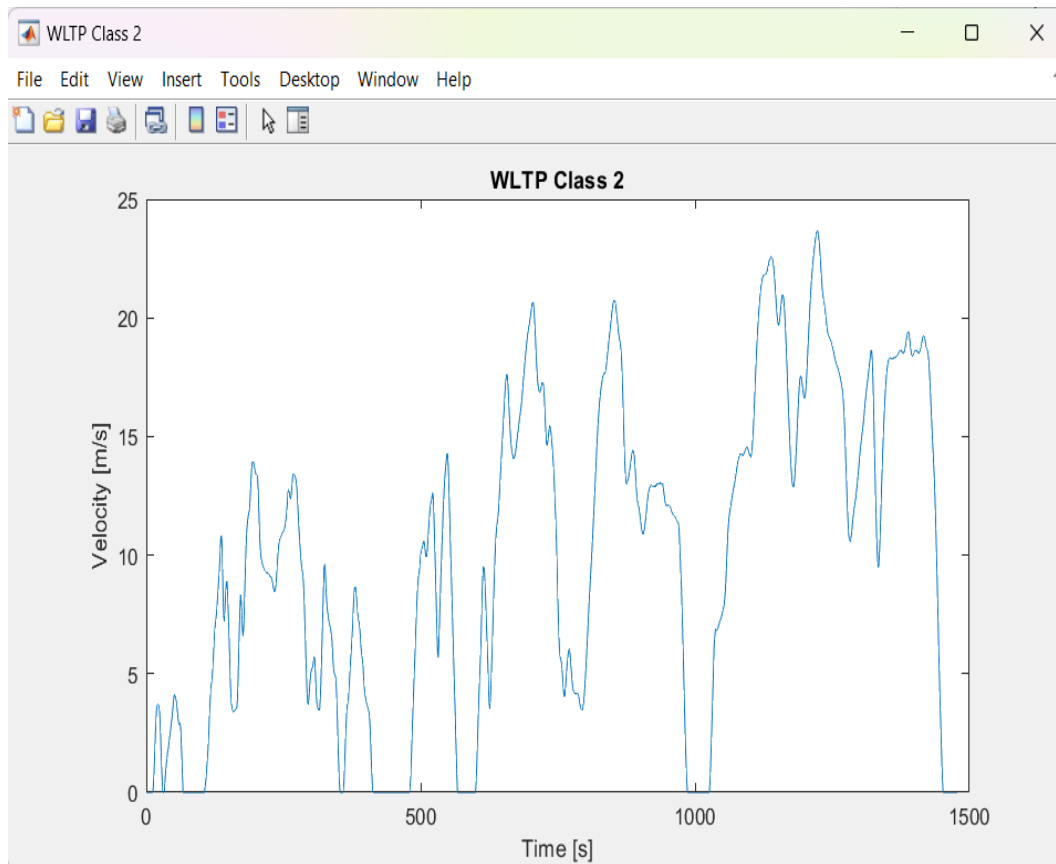 WLTP Class 2
File Edit View Insert Tools Desktop Window Help
WLTP Class 2
25
20
15
10
5
0
Velocity [m/s]
0 500 1000 1500
Time [s]